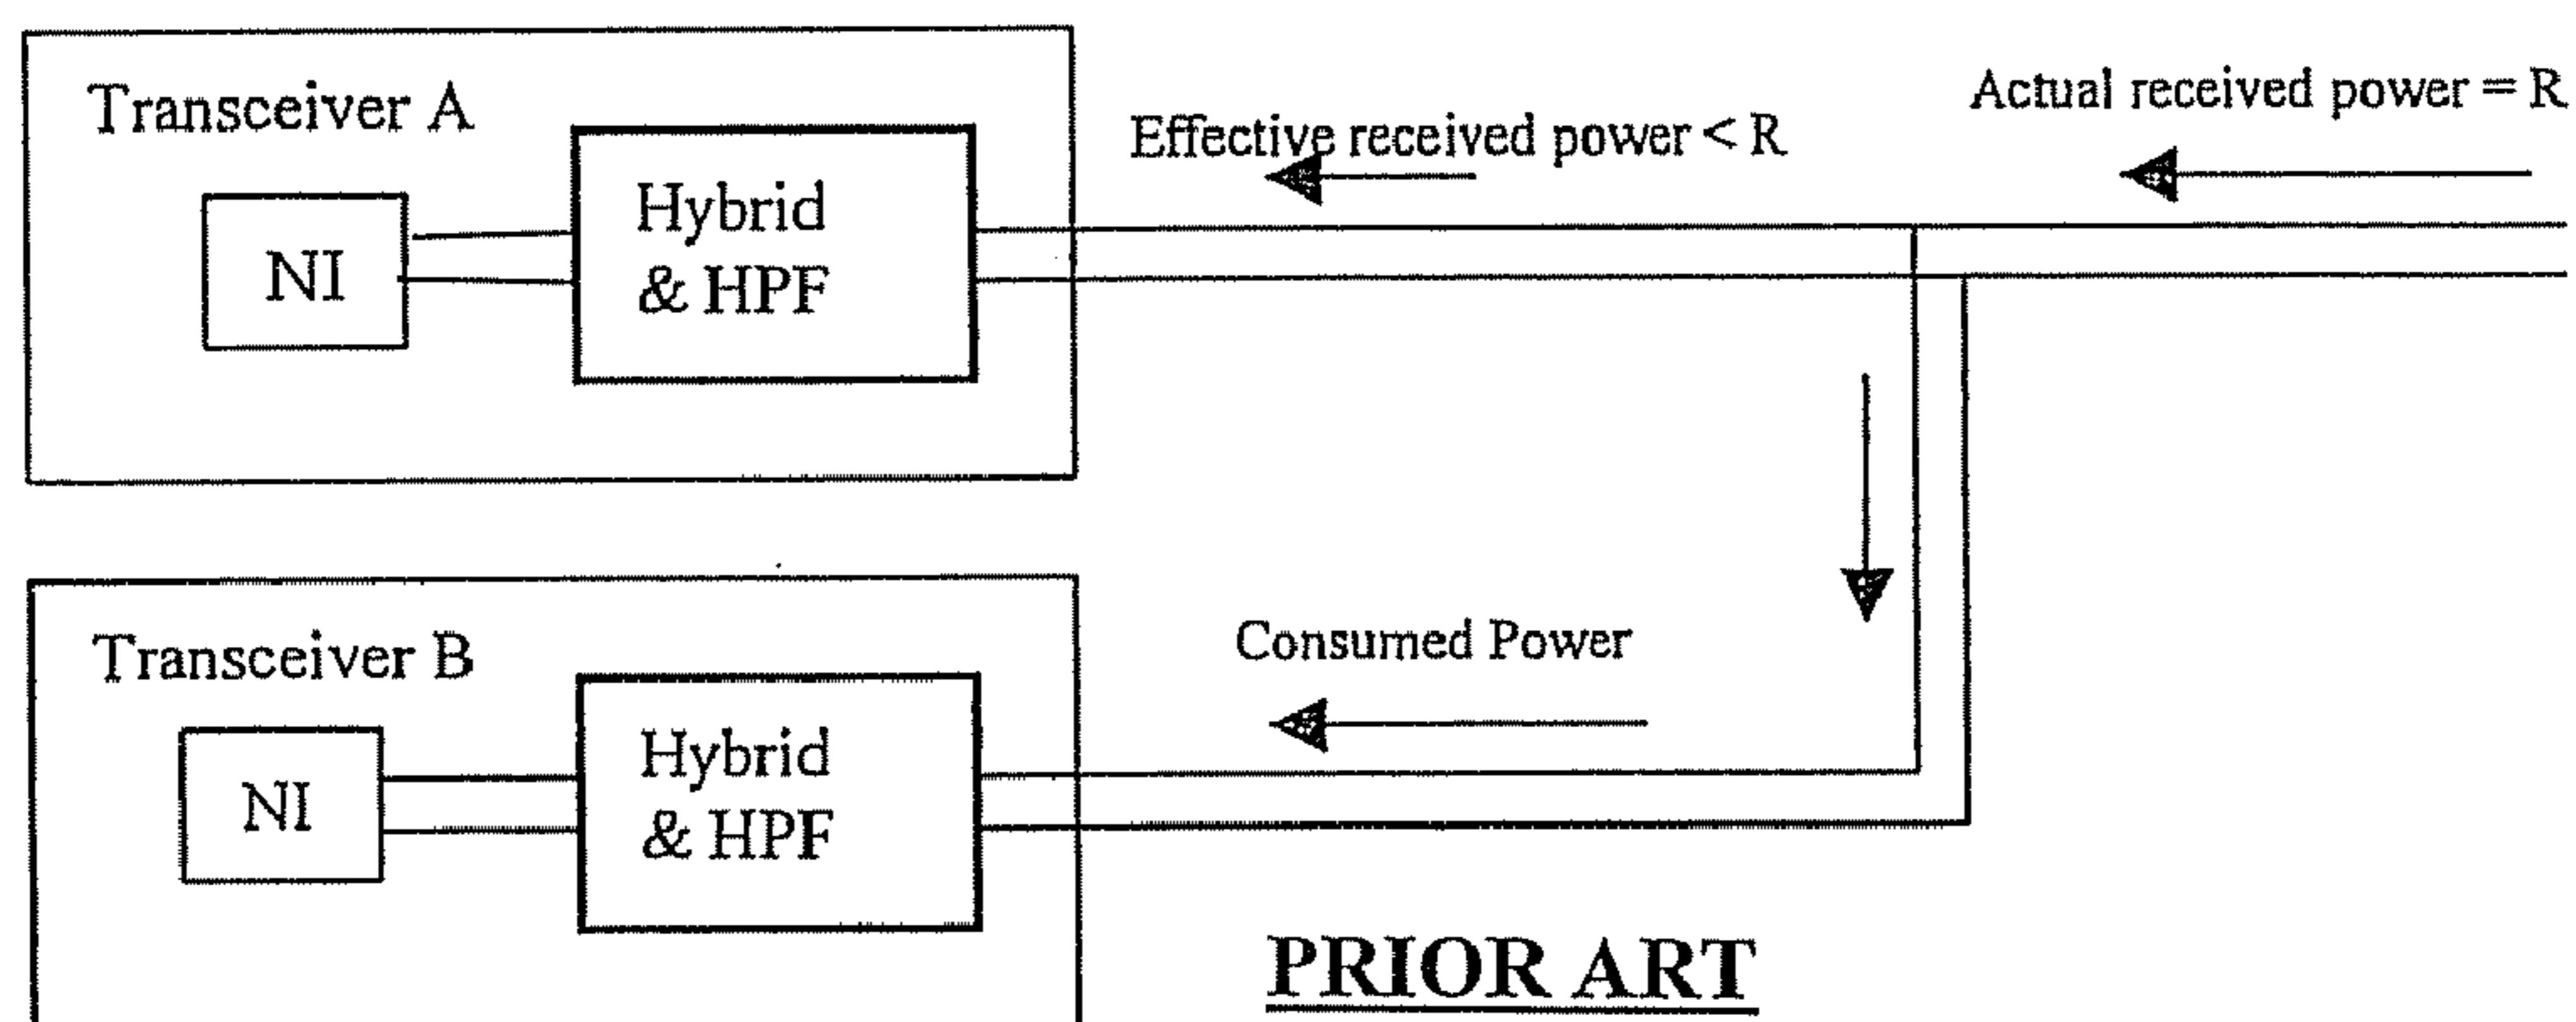 Transceiver A
NI
Hybrid
& HPF
Effective received power < R
Actual received power = R
Transceiver B
NI
Hybrid
& HPF
Consumed Power
PRIOR ART